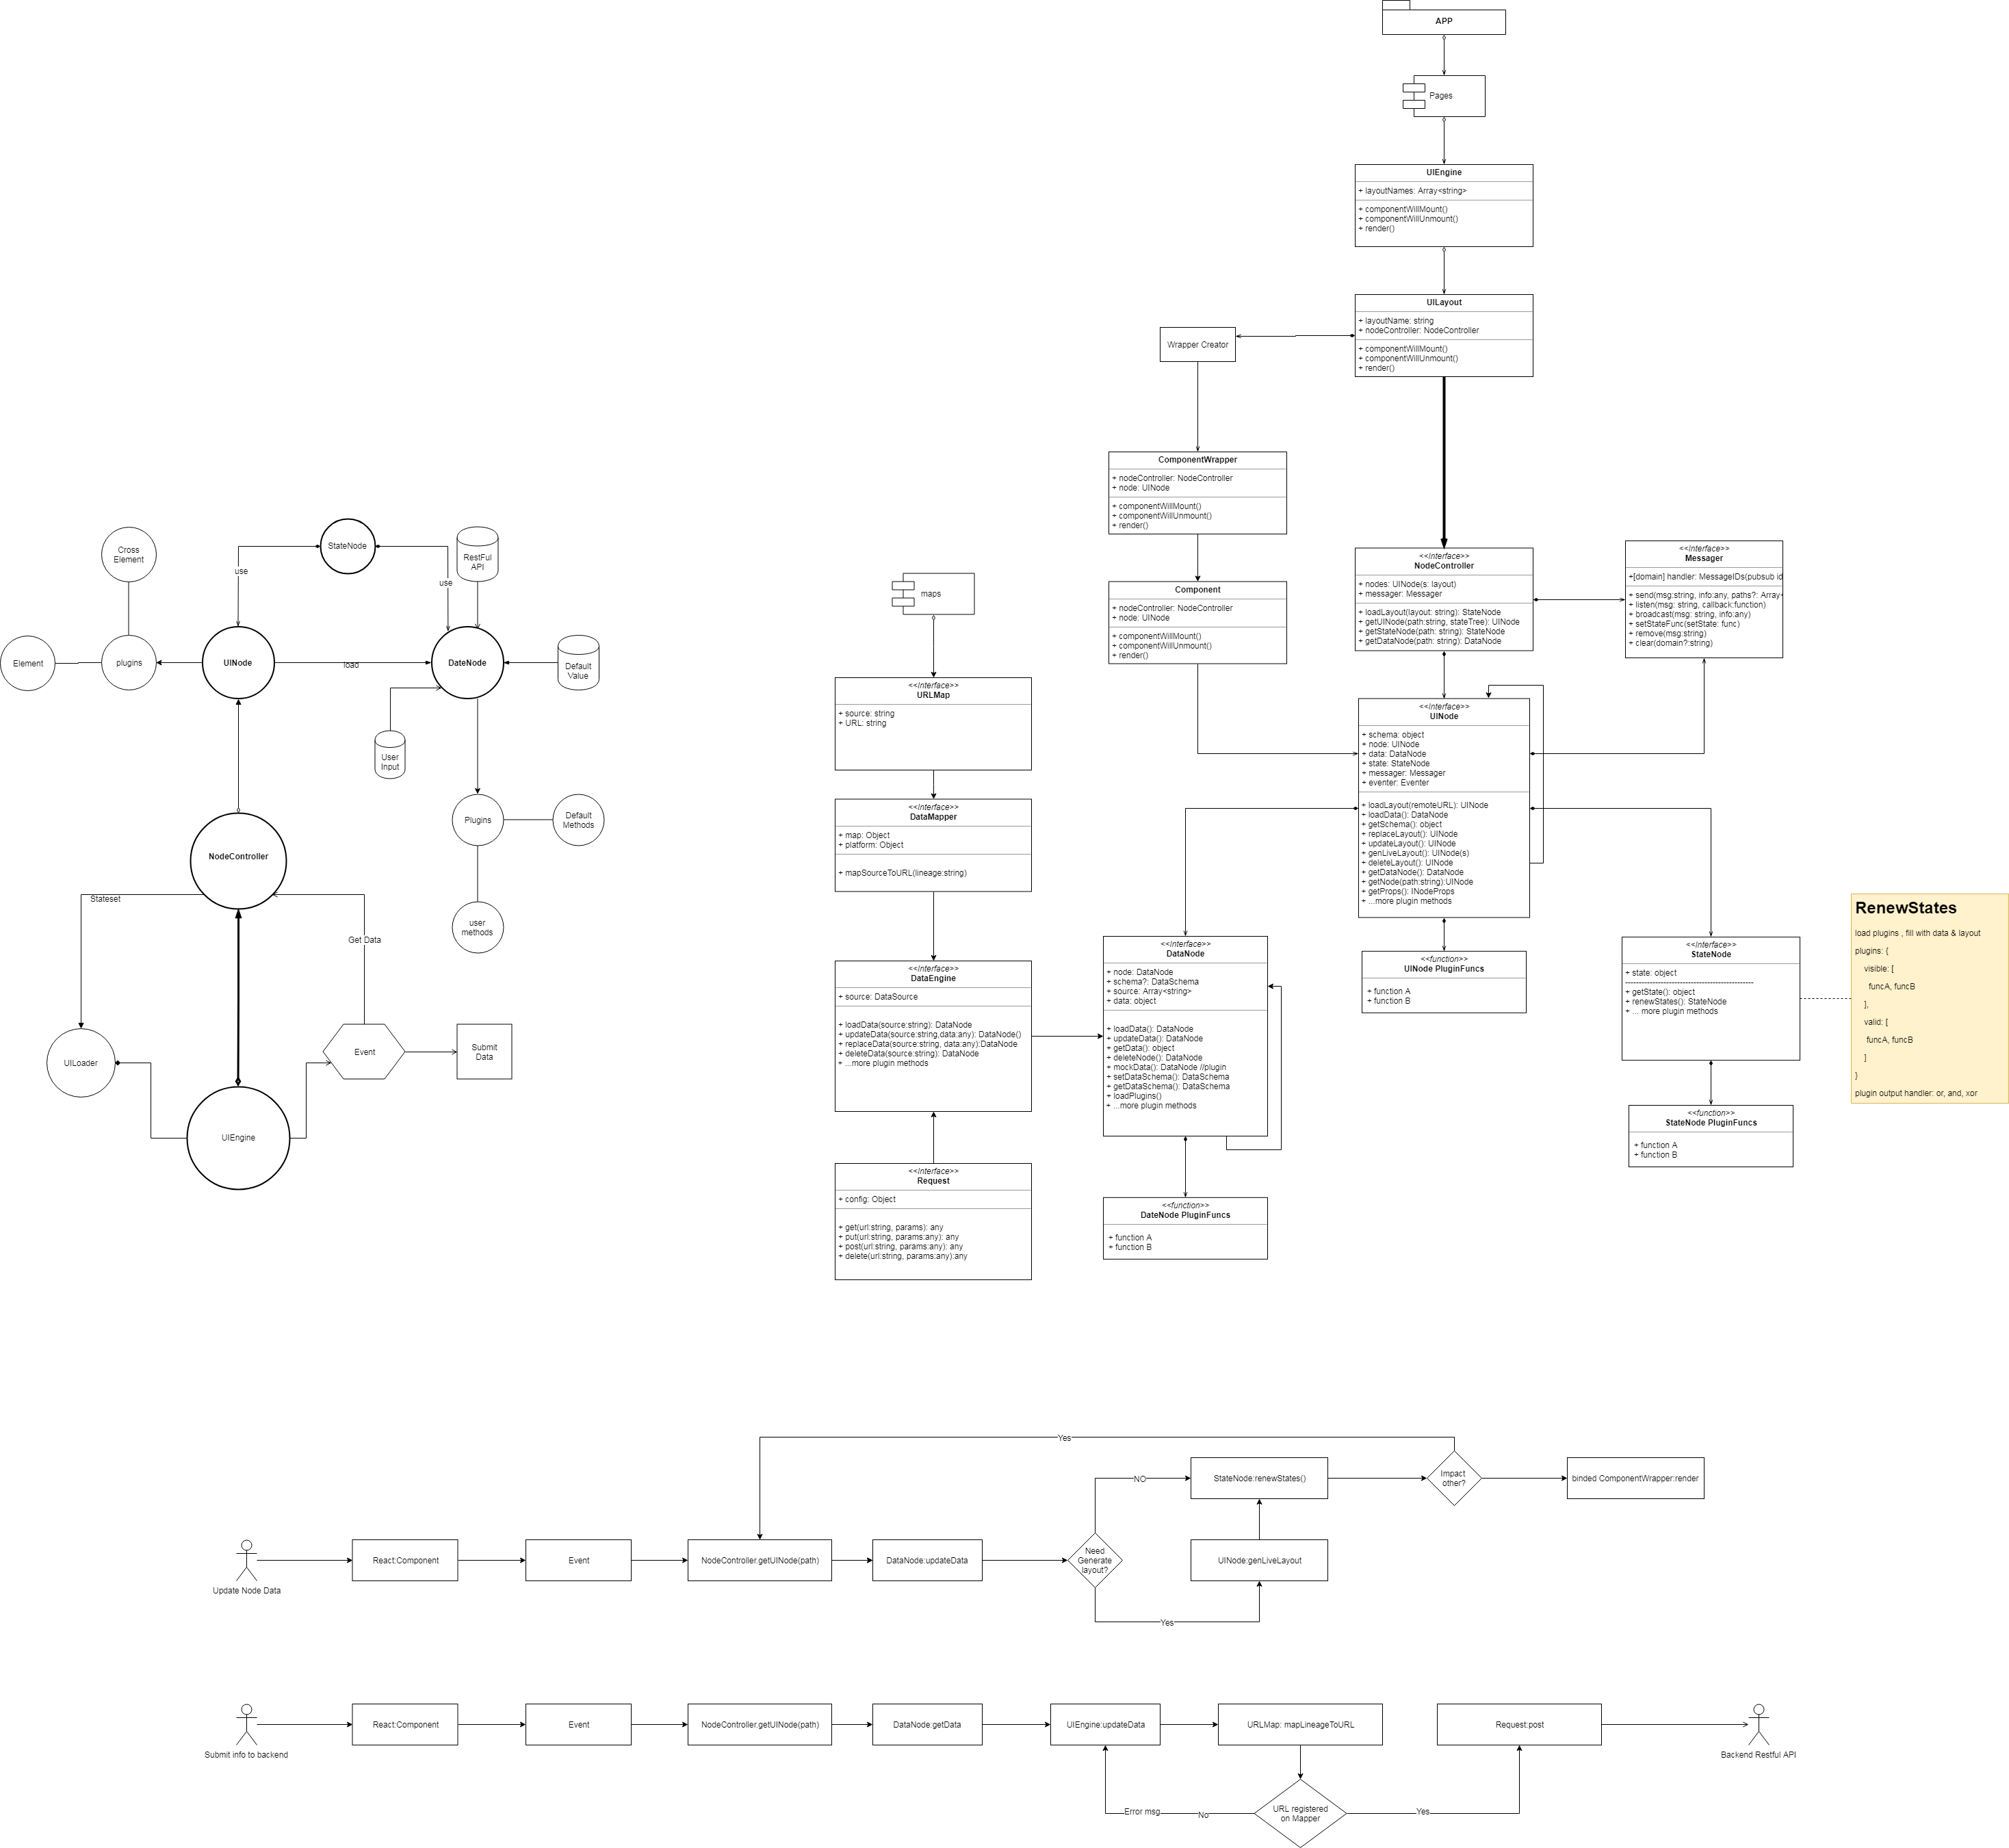 APP
Pages
UIEngine
+ layoutNames: Array<string>
+ componentWillMount()
+ componentWillUnmount()
+ render()
UILayout
+ layoutName: string
+ nodeController: NodeController
+ componentWillMount()
+ componentWillUnmount()
+ render()
Wrapper Creator
ComponentWrapper
+ nodeController: NodeController
+ node: UINode
+ componentWillMount()
+ componentWillUnmount()
+ render()
Component
+ nodeController: NodeController
+ node: UINode
+ componentWillMount()
+ componentWillUnmount()
+ render()
<<Interface>>
NodeController
+ nodes: UINode(s: layout)
+ messager: Messager
+ loadLayout(layout: string): StateNode
+ getUINode(path:string, stateTree): UINode
+ getStateNode(path: string): StateNode
+ getDataNode(path: string): DataNode
<<Interface>>
Messager
+[domain] handler: MessageIDs(pubsub id
+ send(msg:string, info:any, paths?: Array<
+ listen(msg: string, callback:function)
+ broadcast(msg: string, info:any)
+ setStateFunc(setState: func)
+ remove(msg:string)
+ clear(domain?:string)
<<Interface>>
UINode
+ schema: object
+ node: UINode
+ data: DataNode
+ state: StateNode
+ messager: Messager
+ eventer: Eventer
+ loadLayout(remoteURL): UINode
+ loadData(): DataNode
+ getSchema(): object
+ replaceLayout(): UINode
+ updateLayout(): UINode
+ genLiveLayout(): UINode(s)
+ deleteLayout(): UINode
+ getDataNode(): DataNode
+ getNode(path:string):UINode
+ getProps(): INodeProps
+ ...more plugin methods
<<function>>
UINode PluginFuncs
+ function A
+ function B
<<Interface>>
StateNode
+ state: object
------------------------------------------------
+ getState(): object
+ renewStates(): StateNode
+ ... more plugin methods
<<function>>
StateNode PluginFuncs
+ function A
+ function B
RenewStates
load plugins , fill with data & layout
plugins: {
visible: [
funcA, funcB
],
valid: [
funcA, funcB
]
}
plugin output handler: or, and, xor
maps
<<Interface>>
URLMap
+ source: string
+ URL: string
<<Interface>>
DataMapper
+ map: Object
+ platform: Object
+ mapSourceToURL(lineage:string)
<<Interface>>
DataEngine
+ source: DataSource
+ loadData(source:string): DataNode
+ updateData(source:string,data:any): DataNode()
+ replaceData(source:string, data:any):DataNode
+ deleteData(source:string): DataNode
+ ...more plugin methods
<<Interface>>
Request
+ config: Object
+ get(url:string, params): any
+ put(url:string, params:any): any
+ post(url:string, params:any): any
+ delete(url:string, params:any):any
<<Interface>>
DataNode
+ node: DataNode
+ schema?: DataSchema
+ source: Array<string>
+ data: object
+ loadData(): DataNode
+ updateData(): DataNode
+ getData(): object
+ deleteNode(): DataNode
+ mockData(): DataNode //plugin
+ setDataSchema(): DataSchema
+ getDataSchema(): DataSchema
+ loadPlugins()
+ ...more plugin methods
<<function>>
DateNode PluginFuncs
+ function A
+ function B
Cross
Element
Element
plugins
StateNode
use
use
RestFul
API
UINode
load
DateNode
Default
Value
User
Input
Plugins
Default
Methods
user
methods
NodeController
Stateset
Get Data
UILoader
Event
Submit
Data
UIEngine
Update Node Data
React:Component
Event
NodeController.getUINode(path)
DataNode:updateData
Need
Generate
layout?
NO
Yes
UINode:genLiveLayout
StateNode:renewStates()
Impact
other?
Yes
binded ComponentWrapper:render
Submit info to backend
React:Component
Event
NodeController.getUINode(path)
DataNode:getData
UIEngine:updateData
URLMap: mapLineageToURL
URL registered
on Mapper
No
Error msg
Yes
Request:post
Backend Restful API